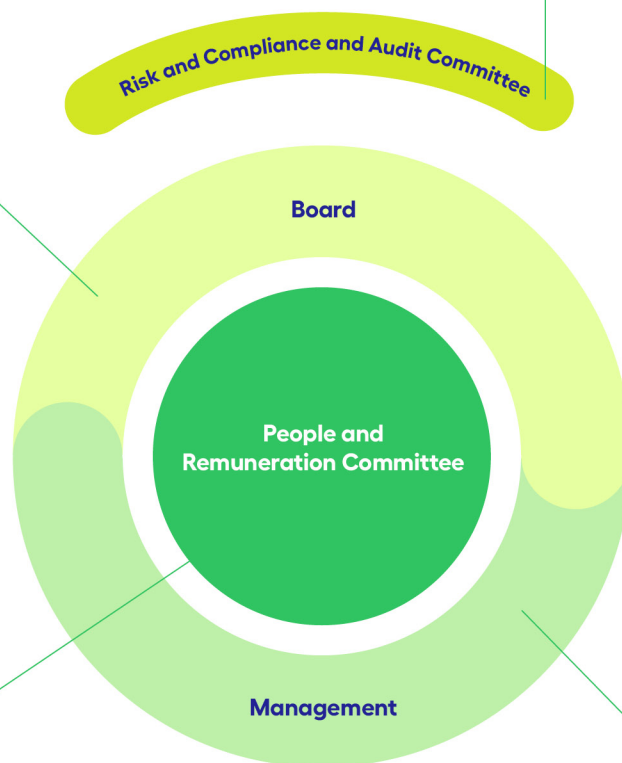 Risk and Compliance and Audit Committee
Board
People and
Remuneration Committee
Management